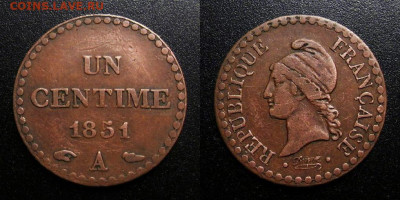 COINS.LAVE.RU
UN
CENTIME
1851
A
REPUBLIQUE FRANÇAISE